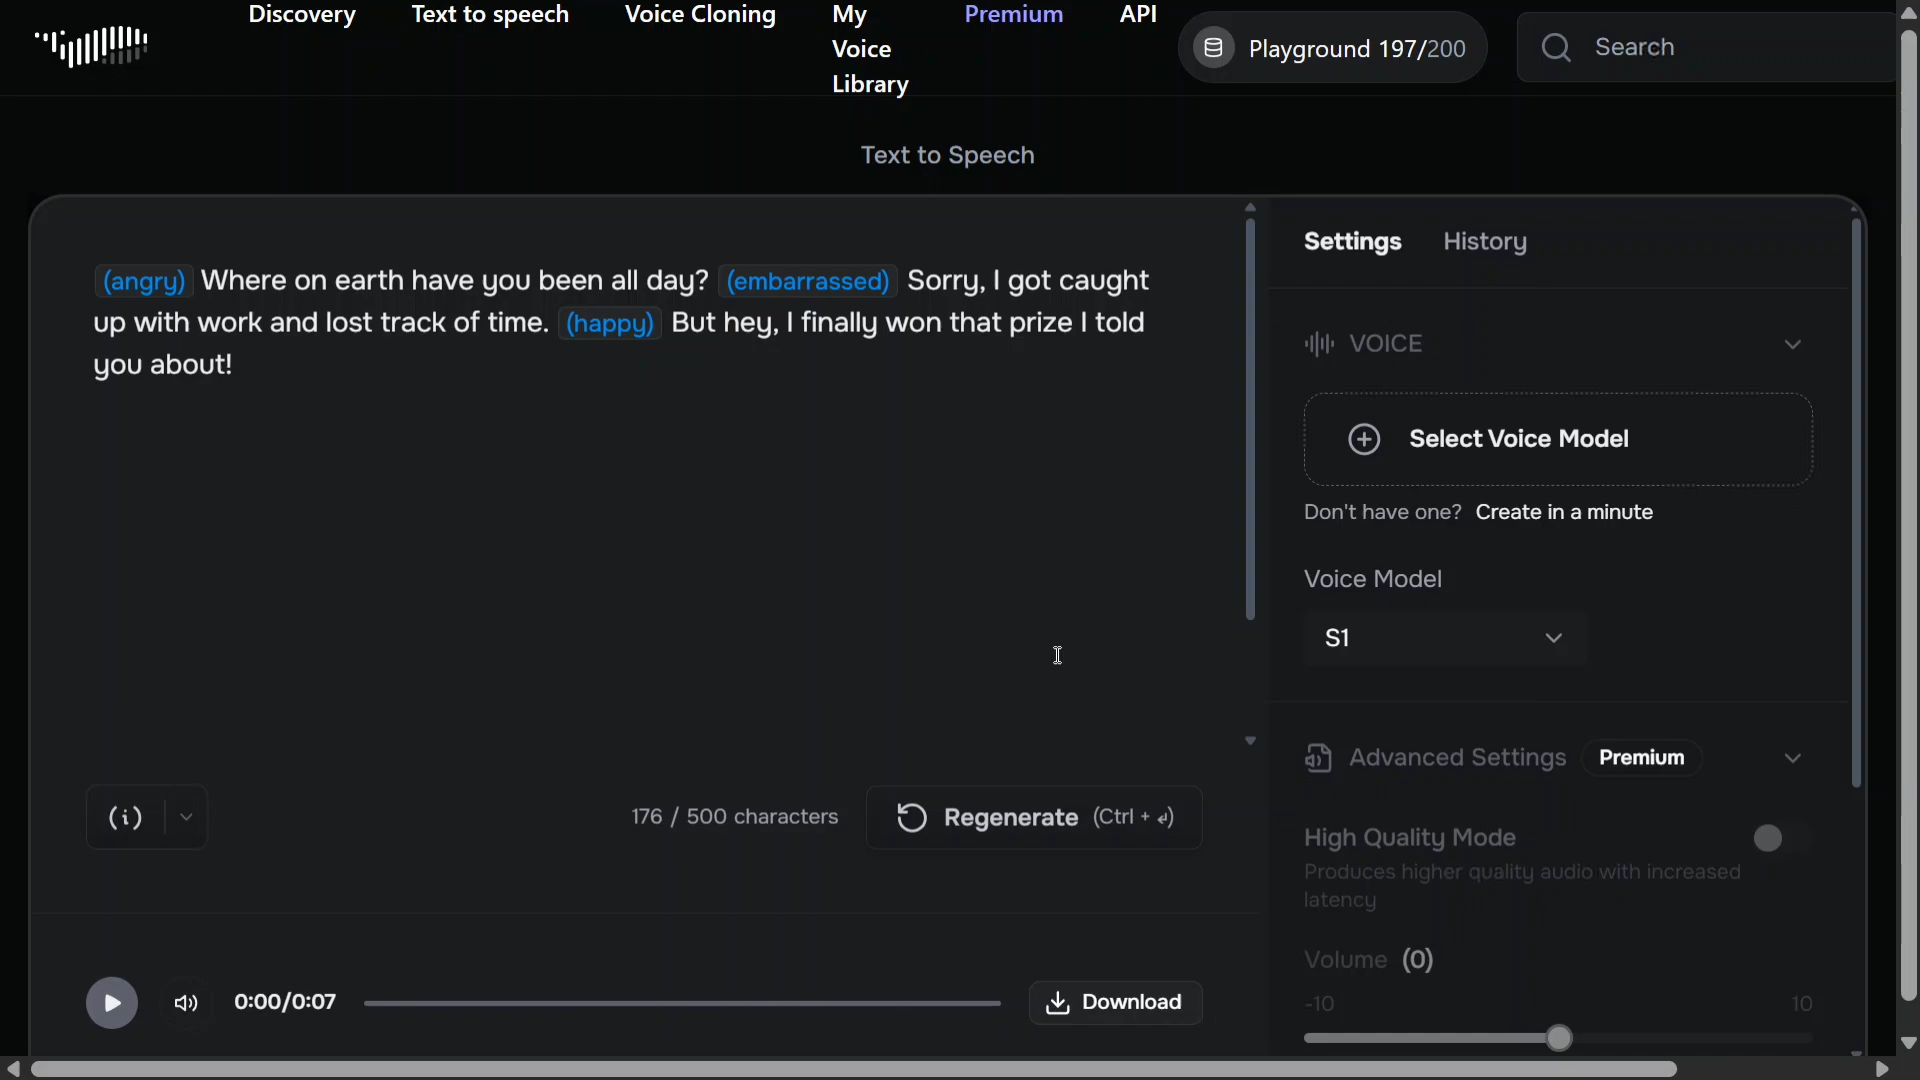 Discovery
Text to speech
Voice Cloning
My
Voice
Library
Premium
API
Playground 197/200
Search
Text to Speech
(angry) Where on earth have you been all day? (embarrassed) Sorry, I got caught
up with work and lost track of time. (happy) But hey, I finally won that prize I told
you about!
176 / 500 characters
Regenerate (Ctrl + ↵)
0:00/0:07
Download
Settings
History
VOICE
Select Voice Model
Don't have one? Create in a minute
Voice Model
S1
Advanced Settings Premium
High Quality Mode
Produces higher quality audio with increased
latency
Volume (0)
-10
10